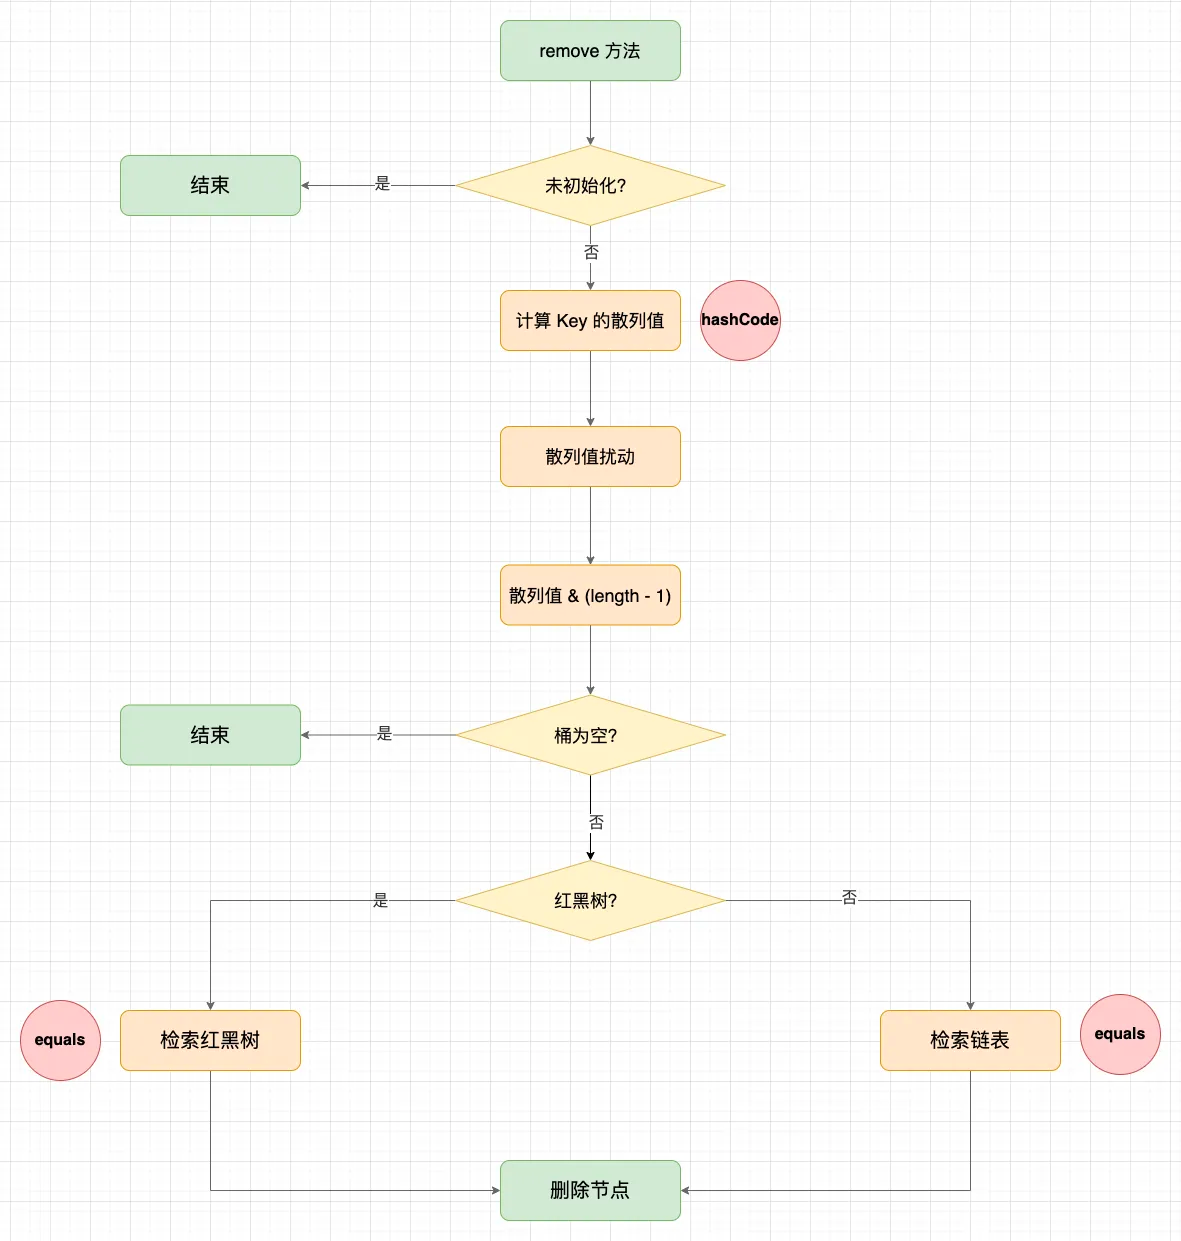 remove 方法
未初始化?
是
结束
否
计算 Key 的散列值
hashCode
散列值扰动
散列值 & (length - 1)
桶为空?
是
结束
否
红黑树?
是
否
equals
检索红黑树
检索链表
equals
删除节点